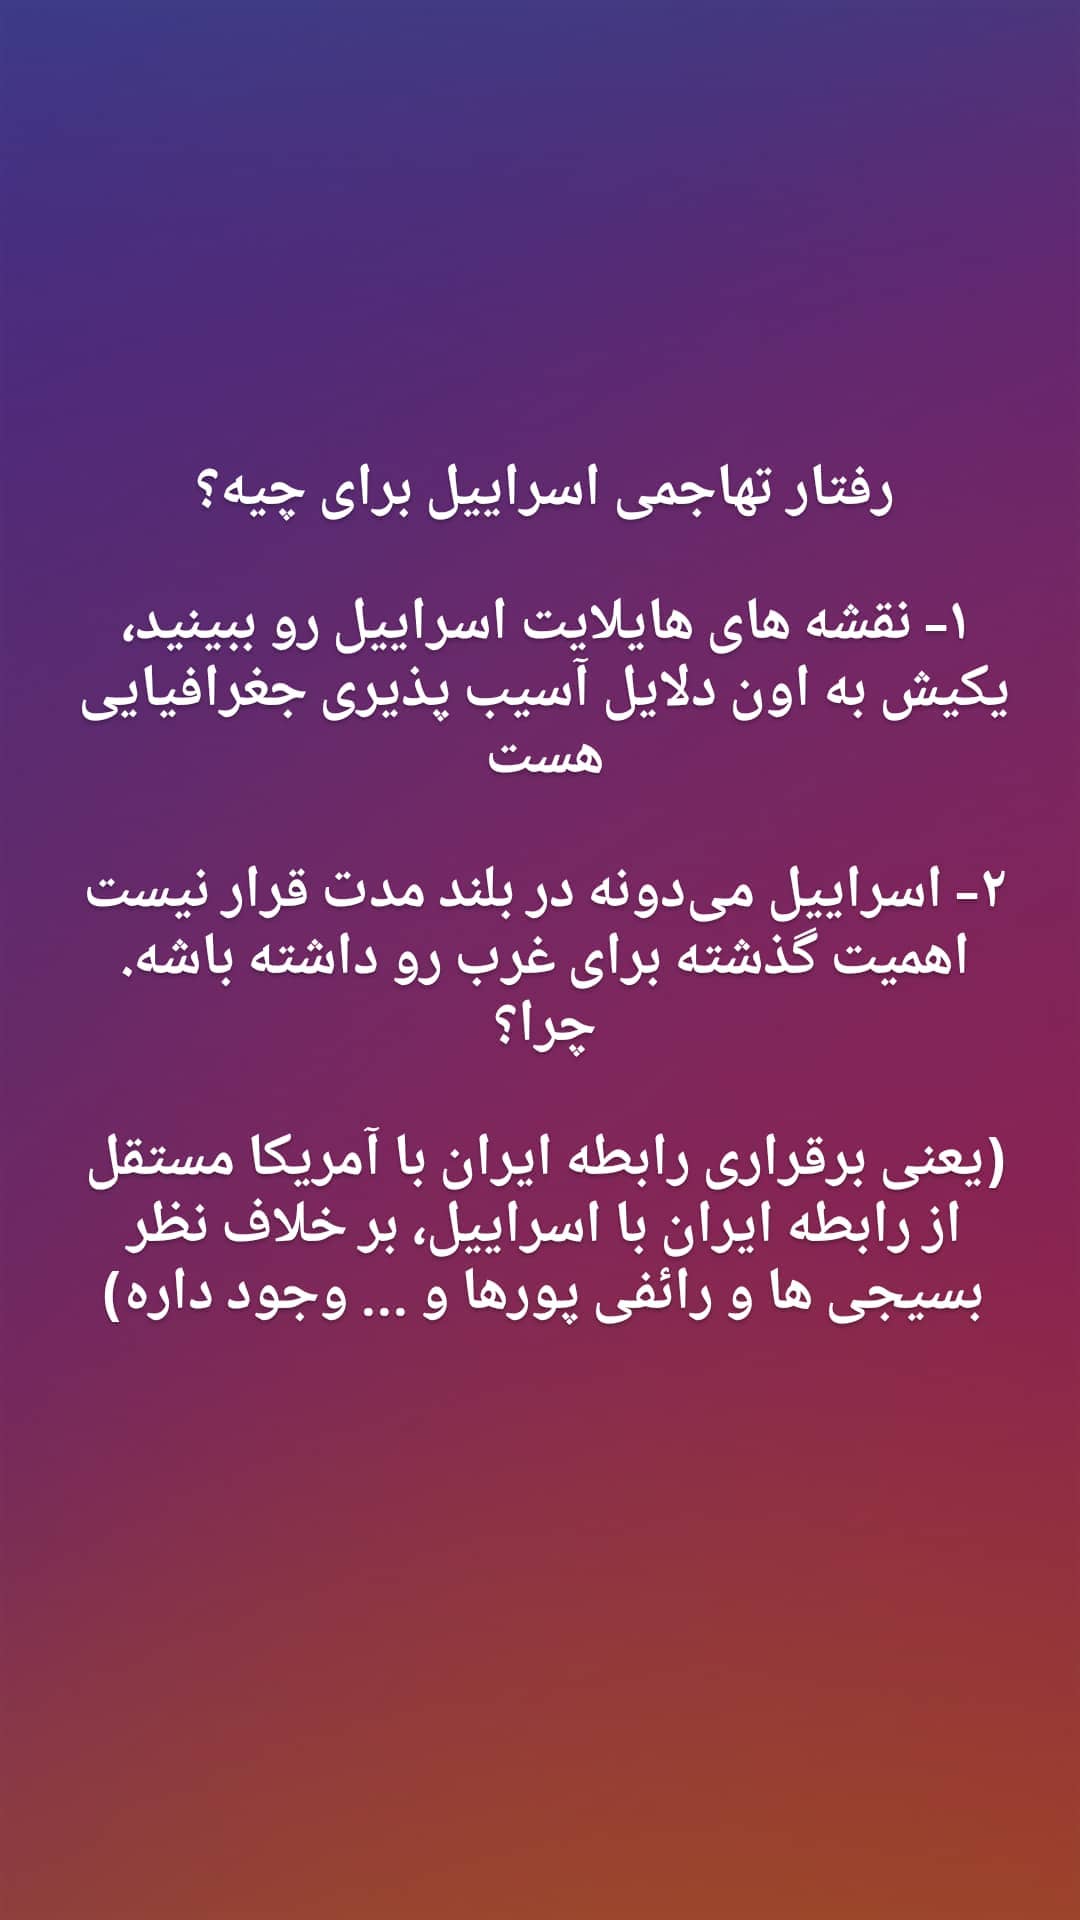 رفتار تهاجمی اسراییل برای چیه؟
۱- نقشه های هایلایت اسراییل رو ببینید،
یکیش به اون دلایل آسیب پذیری جغرافیایی
هست
۲- اسراییل می‌دونه در بلند مدت قرار نیست
اهمیت گذشته برای غرب رو داشته باشه.
چرا؟
(یعنی برقراری رابطه ایران با آمریکا مستقل
از رابطه ایران با اسراییل، بر خلاف نظر
بسیجی ها و رائفی پورها و ... وجود داره)